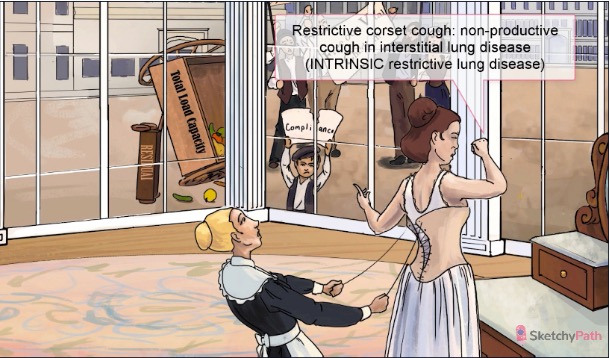 Restrictive corset cough: non-productive
cough in interstitial lung disease
(INTRINSIC restrictive lung disease)
Total Load Capacity
RESIDUAL
Compliance
SketchyPath